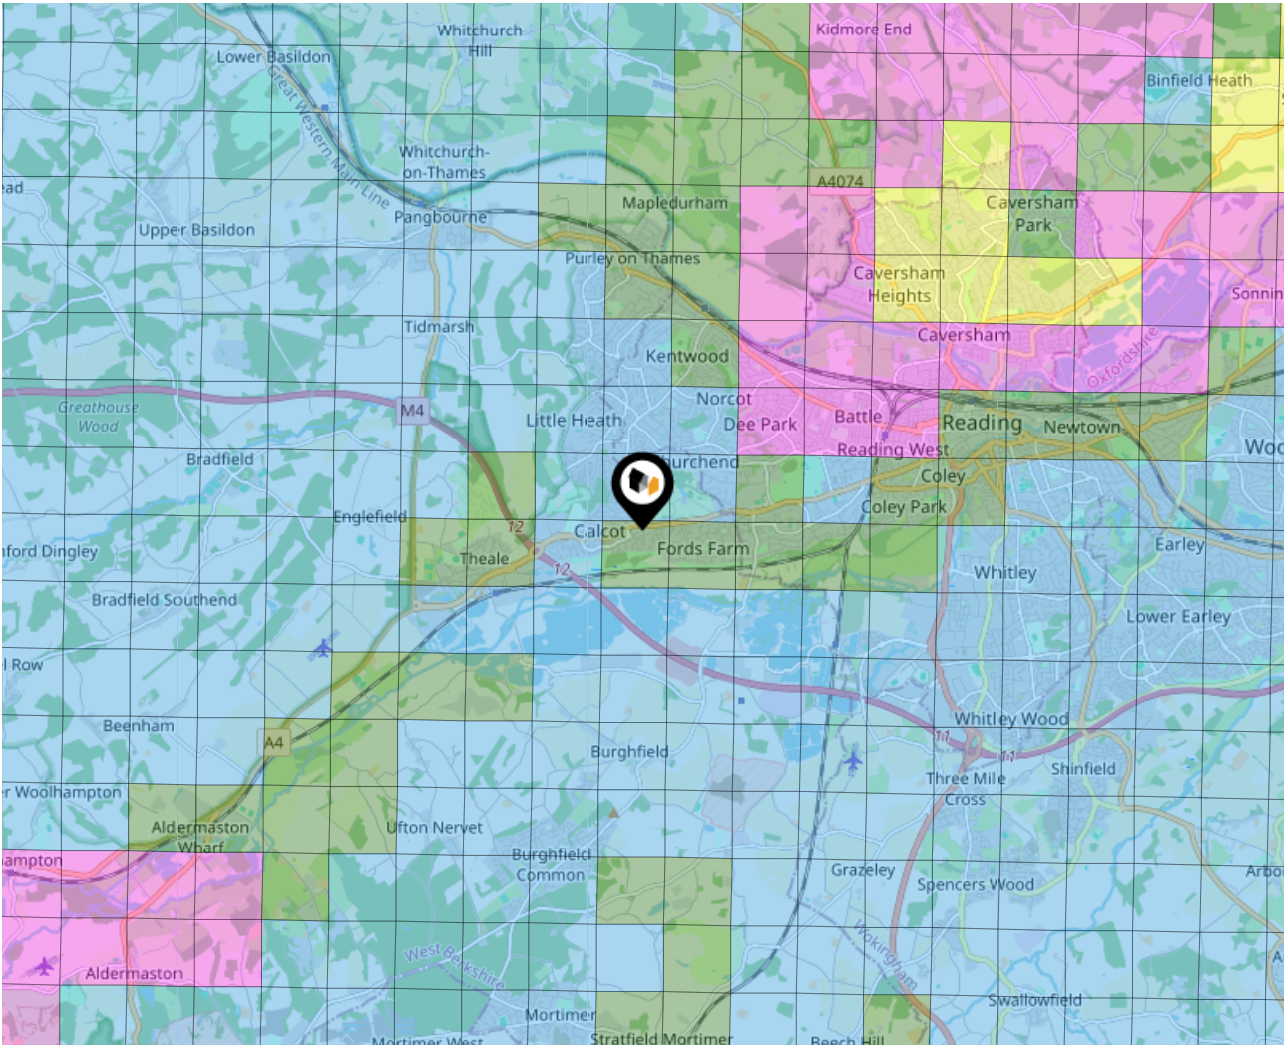 Kidmore End
Whitchurch
Hill
Lower Basildon
Binfield Heath
Great Western Main Line
Whitchurch-
on-Thames
A4074
ead
Mapledurham
Caversham
Park
Pangbourne
Upper Basildon
Purley on Thames
Caversham
Heights
Sonnin
Tidmarsh
Caversham
Oxfordshire
Kentwood
Norcot
Greathouse
Wood
M4
Little Heath
Dee Park
Battle
Reading
Newtown
Reading West
Woo
Bradfield
urchend
Coley
Englefield
12
Calcot
Coley Park
nford Dingley
Theale
Fords Farm
Earley
12
Whitley
Bradfield Southend
Lower Earley
l Row
Beenham
Whitley Wood
A4
Burghfield
11
11
Shinfield
Three Mile
Cross
er Woolhampton
Aldermaston
Wharf
Ufton Nervet
hampton
Burghfield
Common
Grazeley
Spencers Wood
Arbo
West Berkshire
Wokingham
A
Aldermaston
Swallowfield
Mortimer
Mortimer West
Stratfield Mortimer
Beech Hill